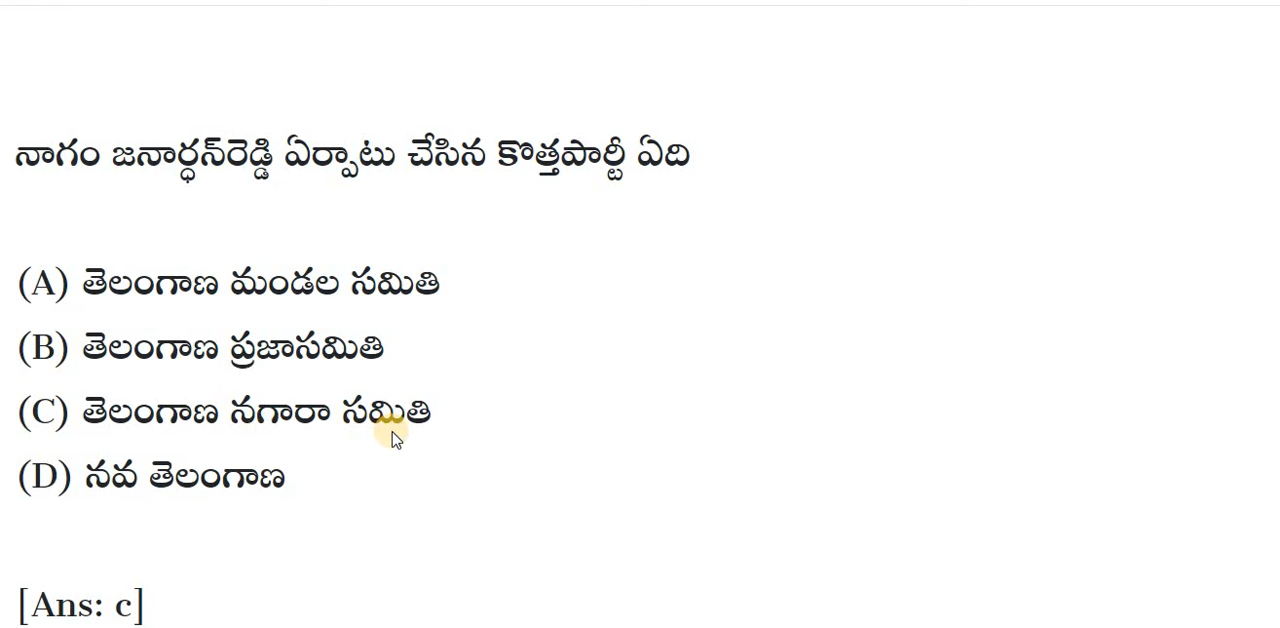 నాగం జనార్ధన్‌రెడ్డి ఏర్పాటు చేసిన కొత్తపార్టీ ఏది
(A) తెలంగాణ మండల సమితి
(B) తెలంగాణ ప్రజాసమితి
(C) తెలంగాణ నగారా సమితి
(D) నవ తెలంగాణ
[Ans: c]